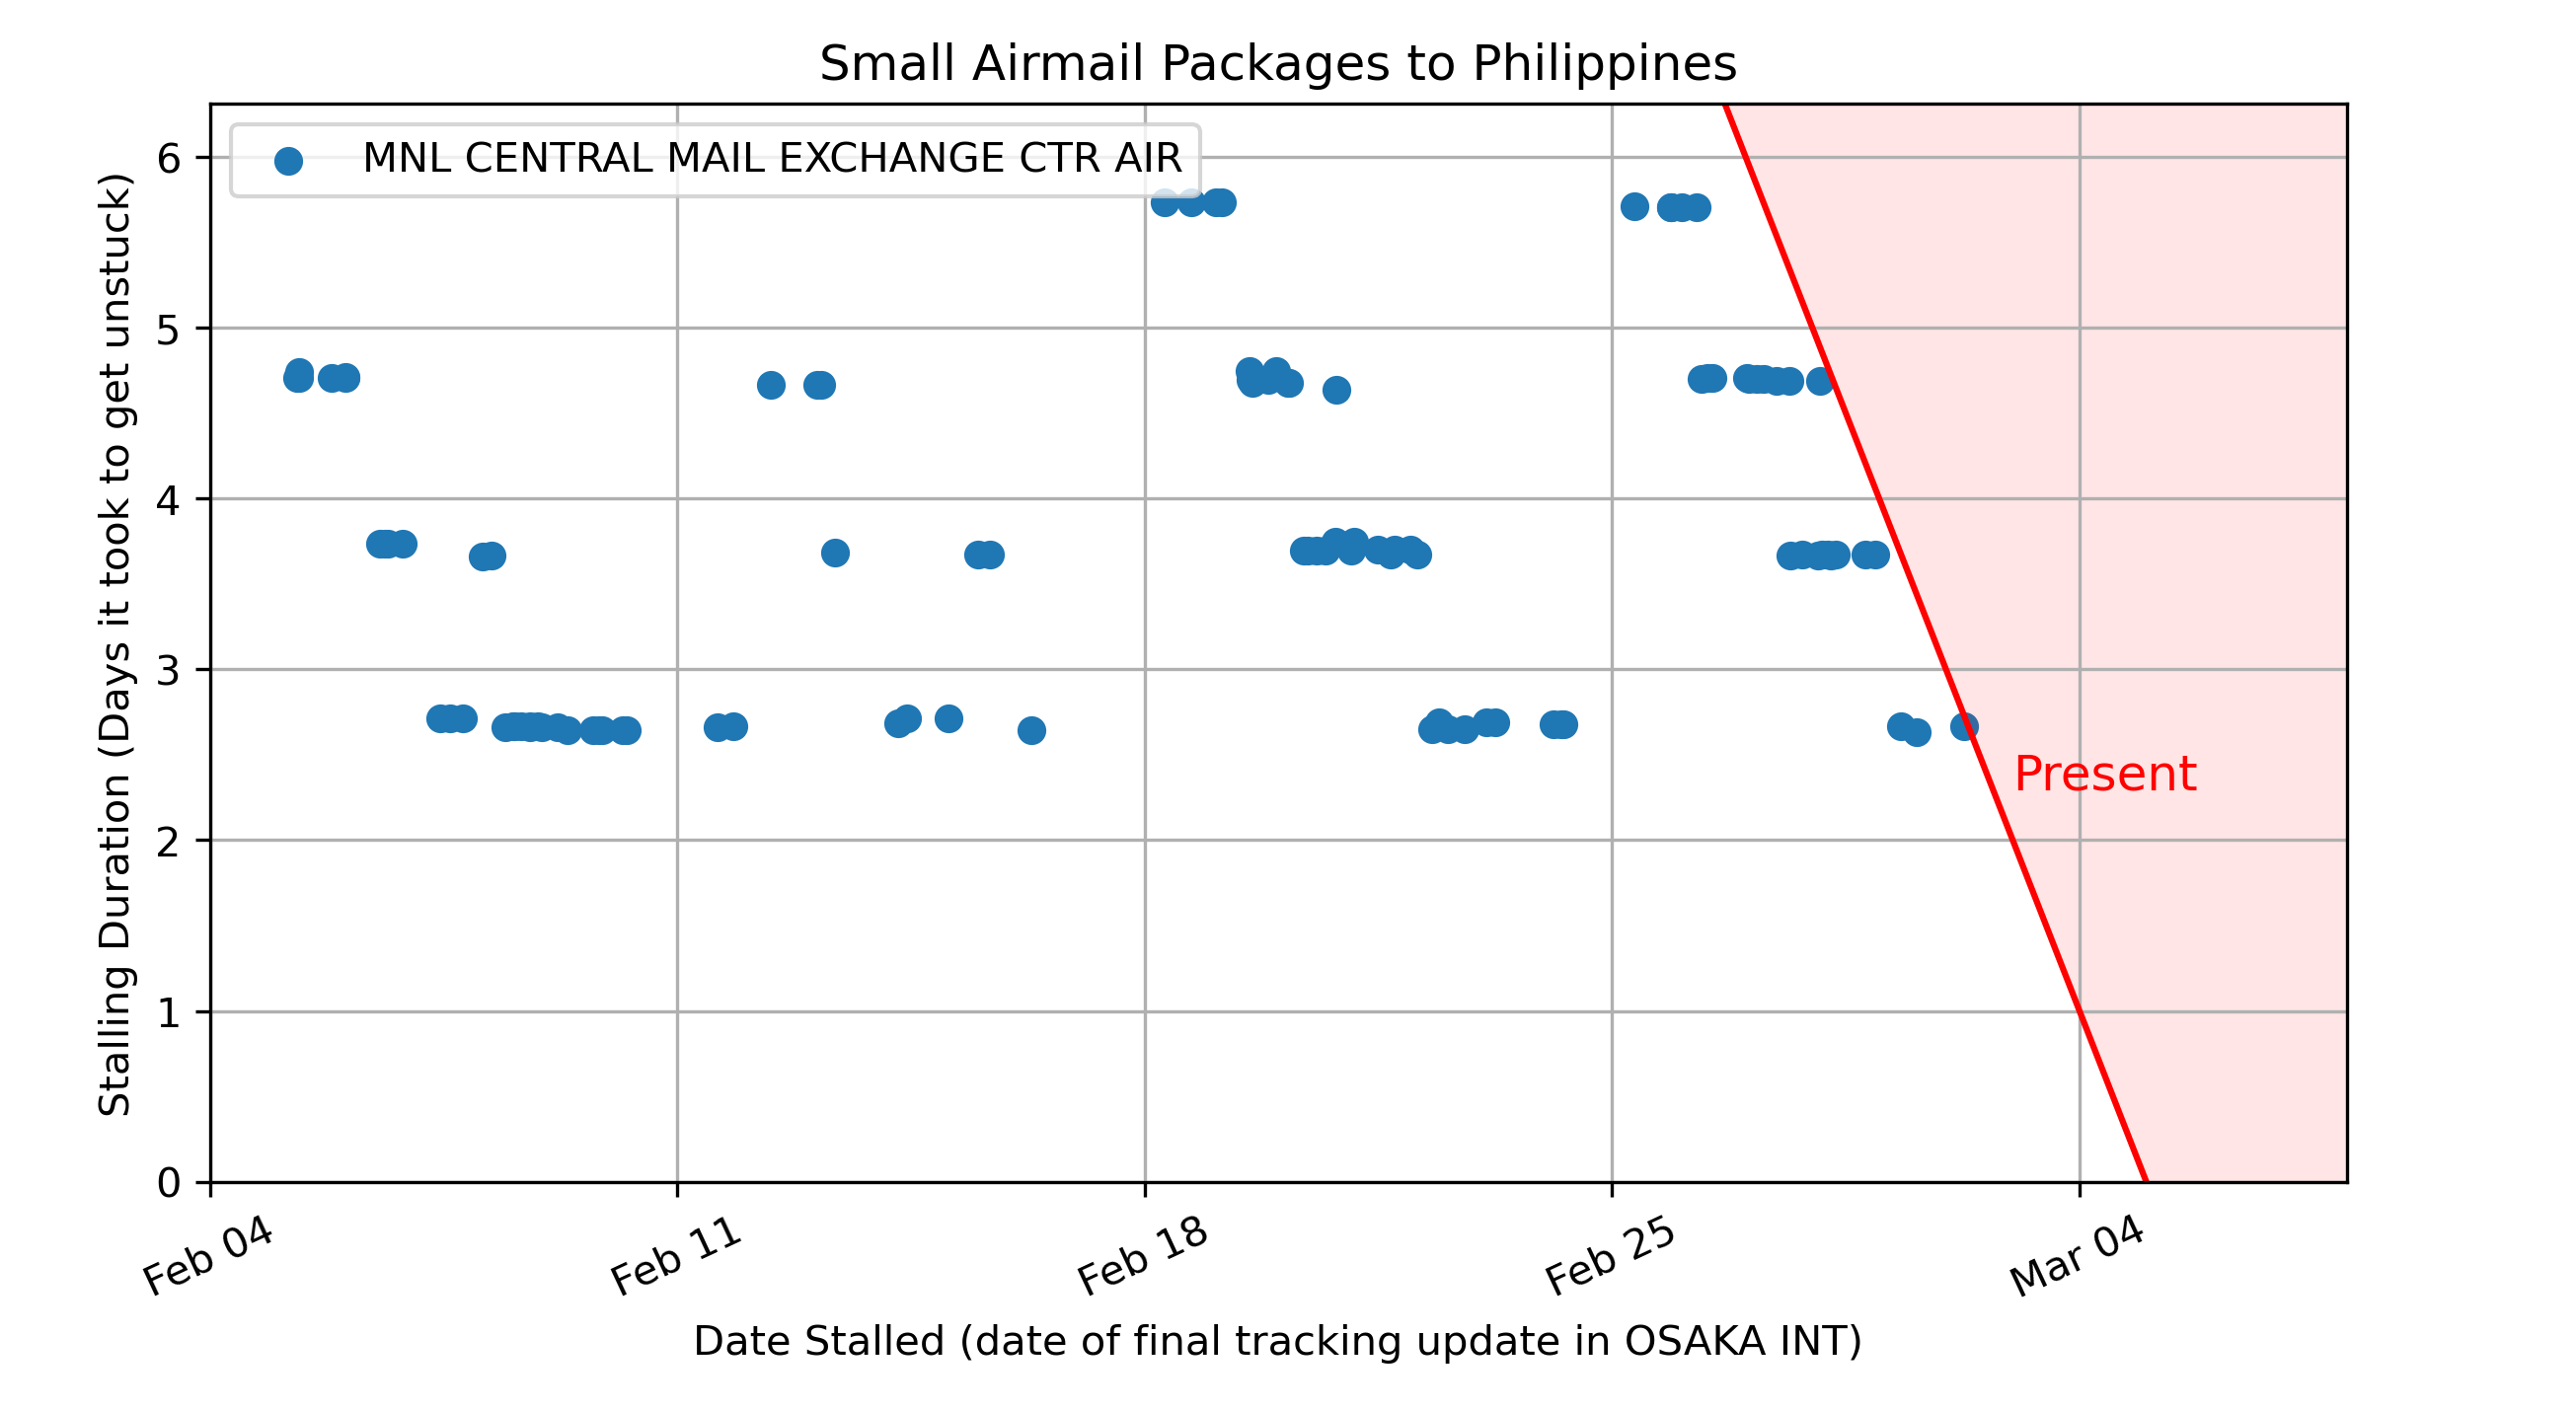 Small Airmail Packages to Philippines
MNL CENTRAL MAIL EXCHANGE CTR AIR
Stalling Duration (Days it took to get unstuck)
6
5
4
3
2
1
0
Present
Feb 04
Feb 11
Feb 18
Feb 25
Mar 04
Date Stalled (date of final tracking update in OSAKA INT)